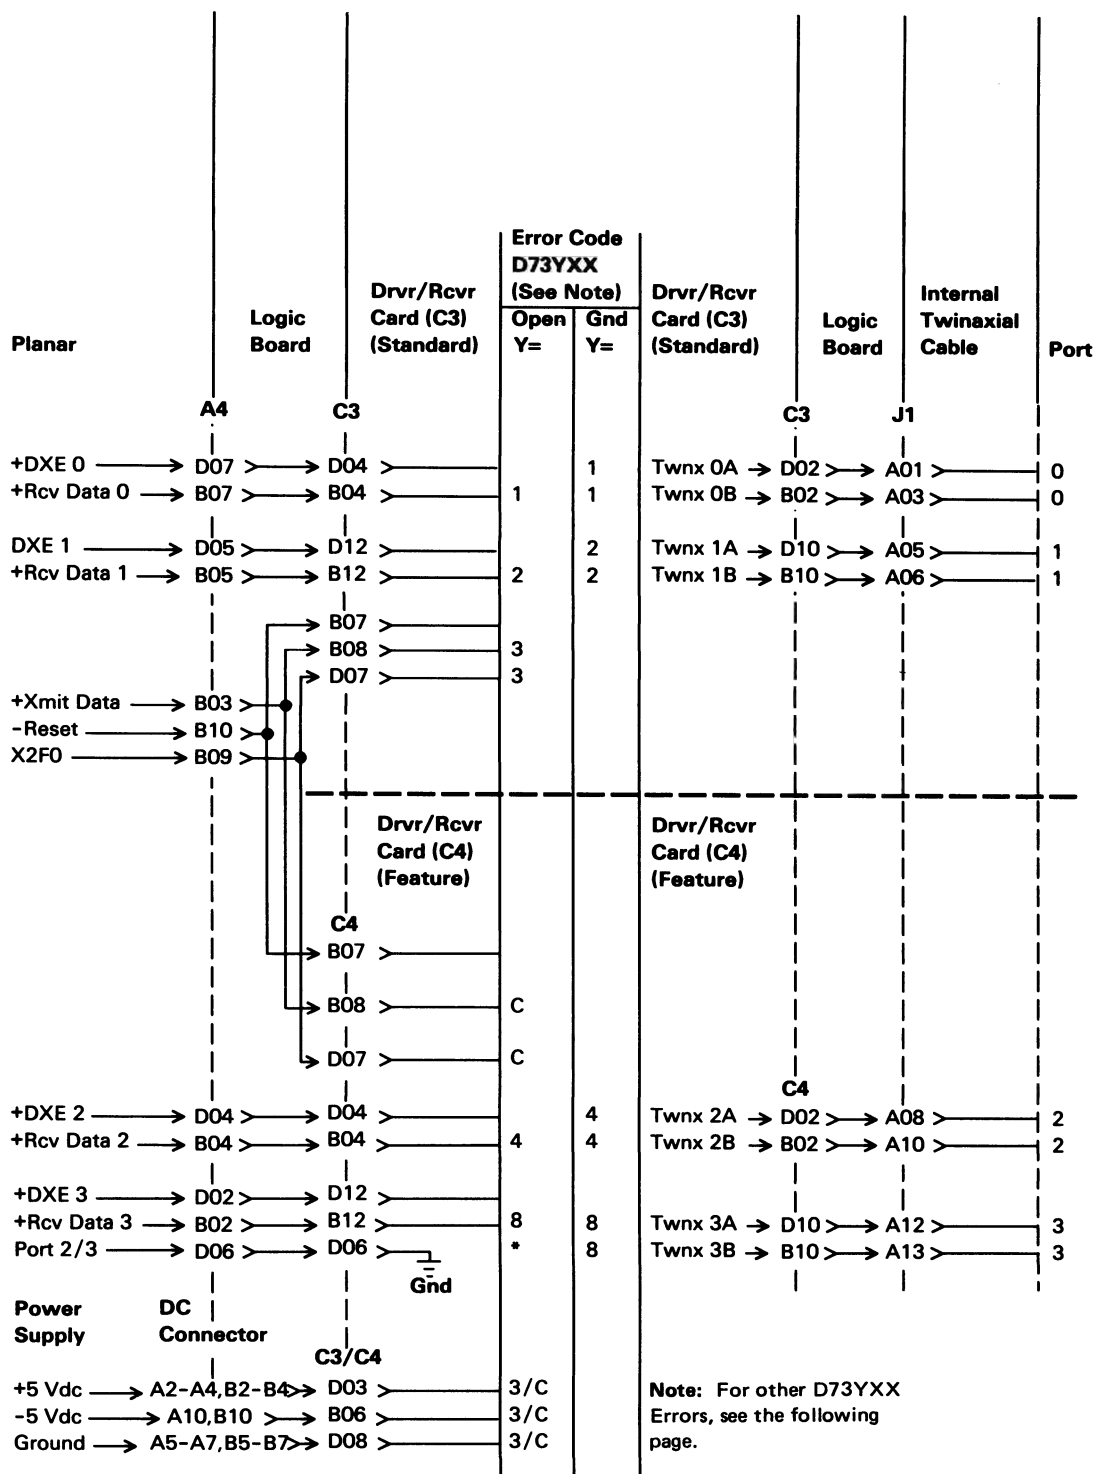 Error Code
D73YXX
(See Note)
Planar
Logic
Board
Drvr/Rcvr
Card (C3)
(Standard)
Open
Y=
Gnd
Y=
Drvr/Rcvr
Card (C3)
(Standard)
Logic
Board
Internal
Twinaxial
Cable
Port
A4 C3 C3 J1
+DXE 0 D07 D04 1 Twnx 0A D02 A01 0
+Rcv Data 0 B07 B04 1 1 Twnx 0B B02 A03 0
DXE 1 D05 D12 2 Twnx 1A D10 A05 1
+Rcv Data 1 B05 B12 2 2 Twnx 1B B10 A06 1
B07
B08 3
D07 3
+Xmit Data B03
-Reset B10
X2F0 B09
Drvr/Rcvr
Card (C4)
(Feature)
Drvr/Rcvr
Card (C4)
(Feature)
C4
B07
B08 C
D07 C
C4
+DXE 2 D04 D04 4 Twnx 2A D02 A08 2
+Rcv Data 2 B04 B04 4 4 Twnx 2B B02 A10 2
+DXE 3 D02 D12
+Rcv Data 3 B02 B12 8 8 Twnx 3A D10 A12 3
Port 2/3 D06 D06 * 8 Twnx 3B B10 A13 3
Gnd
Power
Supply
DC
Connector
C3/C4
+5 Vdc A2-A4,B2-B4 D03 3/C
-5 Vdc A10,B10 B06 3/C
Ground A5-A7,B5-B7 D08 3/C
Note: For other D73YXX
Errors, see the following
page.